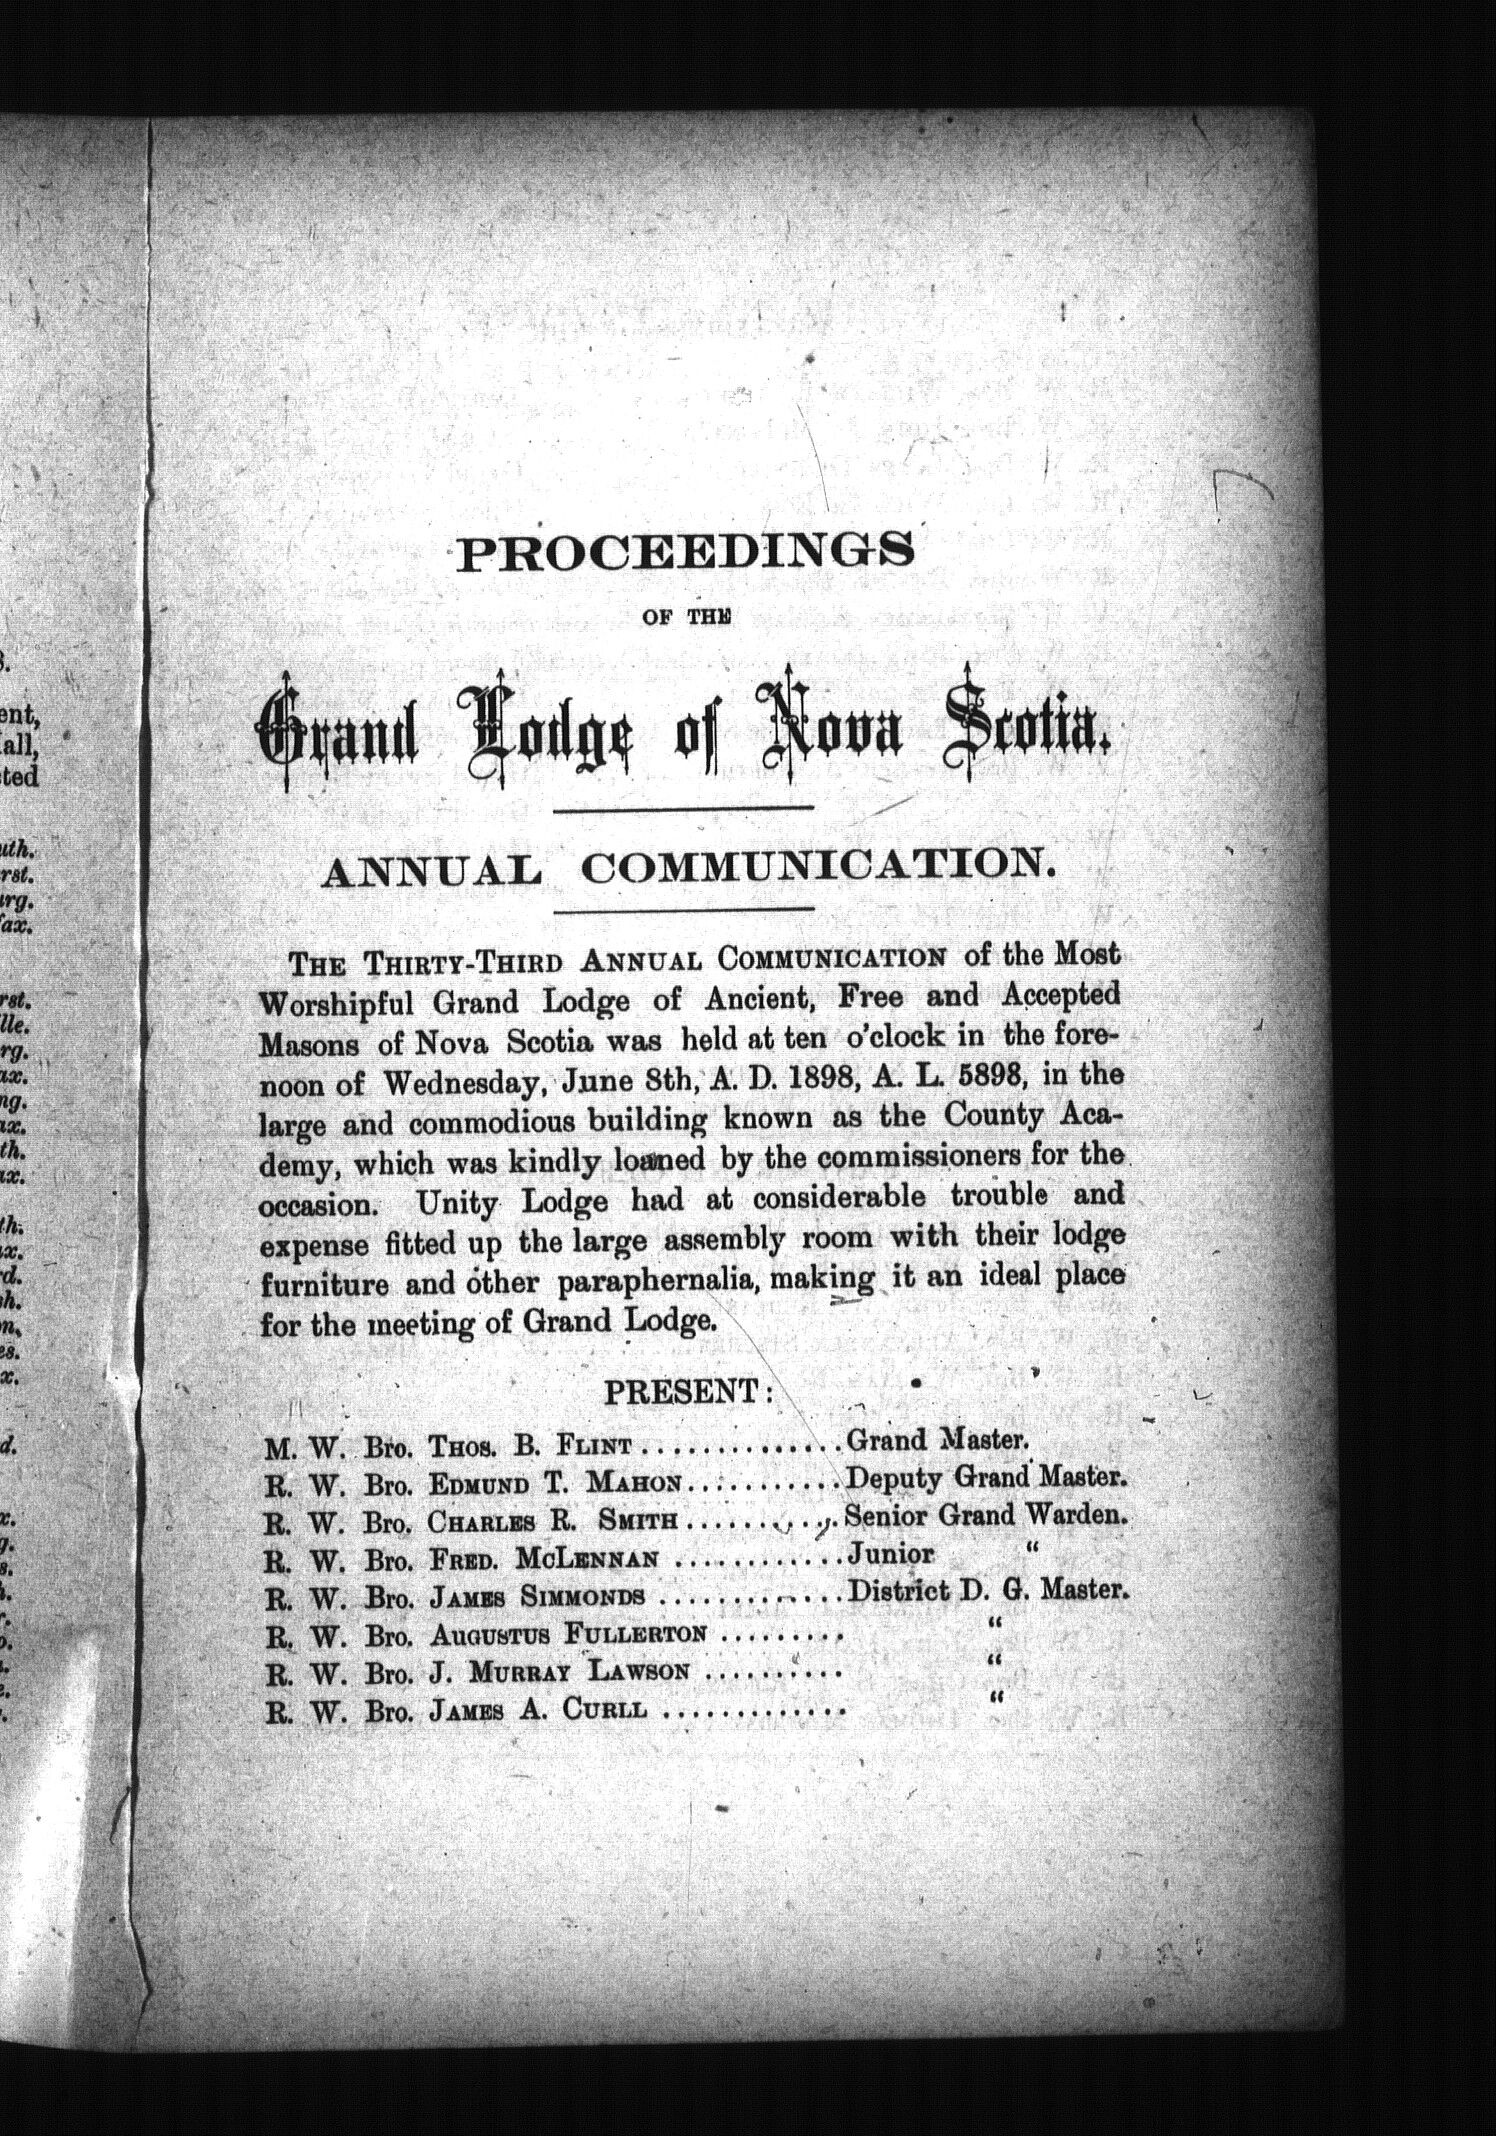 PROCEEDINGS
OF THE
Grand Lodge of Nova Scotia.
ANNUAL COMMUNICATION.
THE THIRTY-THIRD ANNUAL COMMUNICATION of the Most
Worshipful Grand Lodge of Ancient, Free and Accepted
Masons of Nova Scotia was held at ten o'clock in the fore-
noon of Wednesday, June 8th, A. D. 1898, A. L. 5898, in the
large and commodious building known as the County Aca-
demy, which was kindly loaned by the commissioners for the
occasion. Unity Lodge had at considerable trouble and
expense fitted up the large assembly room with their lodge
furniture and other paraphernalia, making it an ideal place
for the meeting of Grand Lodge.
PRESENT:
M. W. Bro. THOS. B. FLINT..............Grand Master.
R. W. Bro. EDMUND T. MAHON...........Deputy Grand Master.
R. W. Bro. CHARLES R. SMITH...........Senior Grand Warden.
R. W. Bro. FRED. MCLENNAN ............Junior "
R. W. Bro. JAMES SIMMONDS .............District D. G. Master.
R. W. Bro. AUGUSTUS FULLERTON ......... "
R. W. Bro. J. MURRAY LAWSON .......... "
R. W. Bro. JAMES A. CURLL ............. "